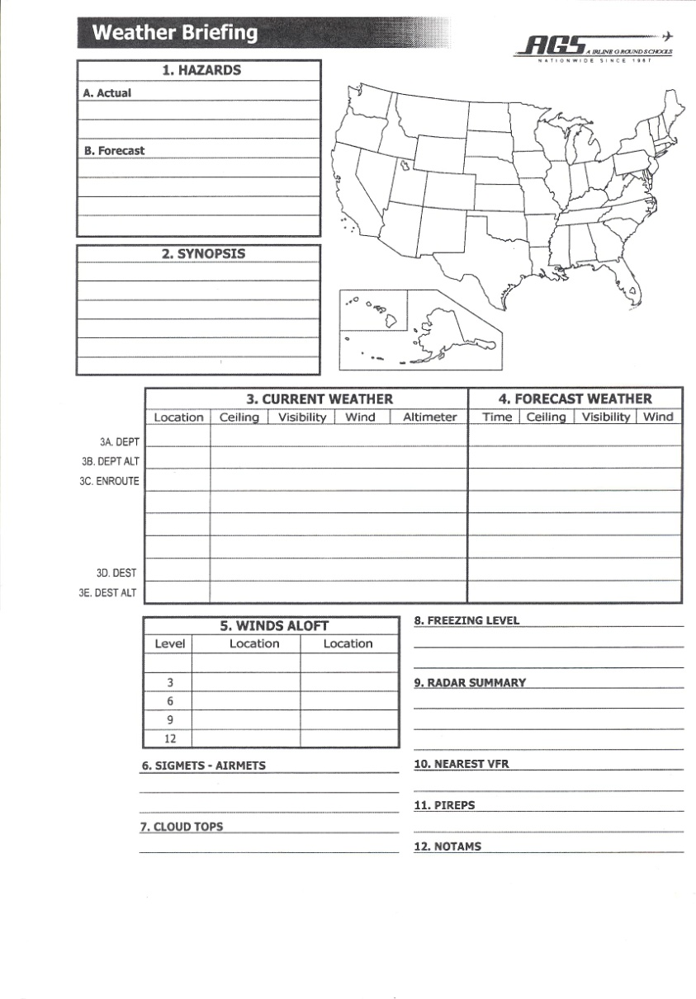 Weather Briefing
AGS AIRLINE GROUND SCHOOLS
NATIONWIDE SINCE 1987
1. HAZARDS
A. Actual
B. Forecast
2. SYNOPSIS
3. CURRENT WEATHER
4. FORECAST WEATHER
Location Ceiling Visibility Wind Altimeter Time Ceiling Visibility Wind
3A. DEPT
3B. DEPT ALT
3C. ENROUTE
3D. DEST
3E. DEST ALT
5. WINDS ALOFT
Level Location Location
3
6
9
12
6. SIGMETS - AIRMETS
7. CLOUD TOPS
8. FREEZING LEVEL
9. RADAR SUMMARY
10. NEAREST VFR
11. PIREPS
12. NOTAMS